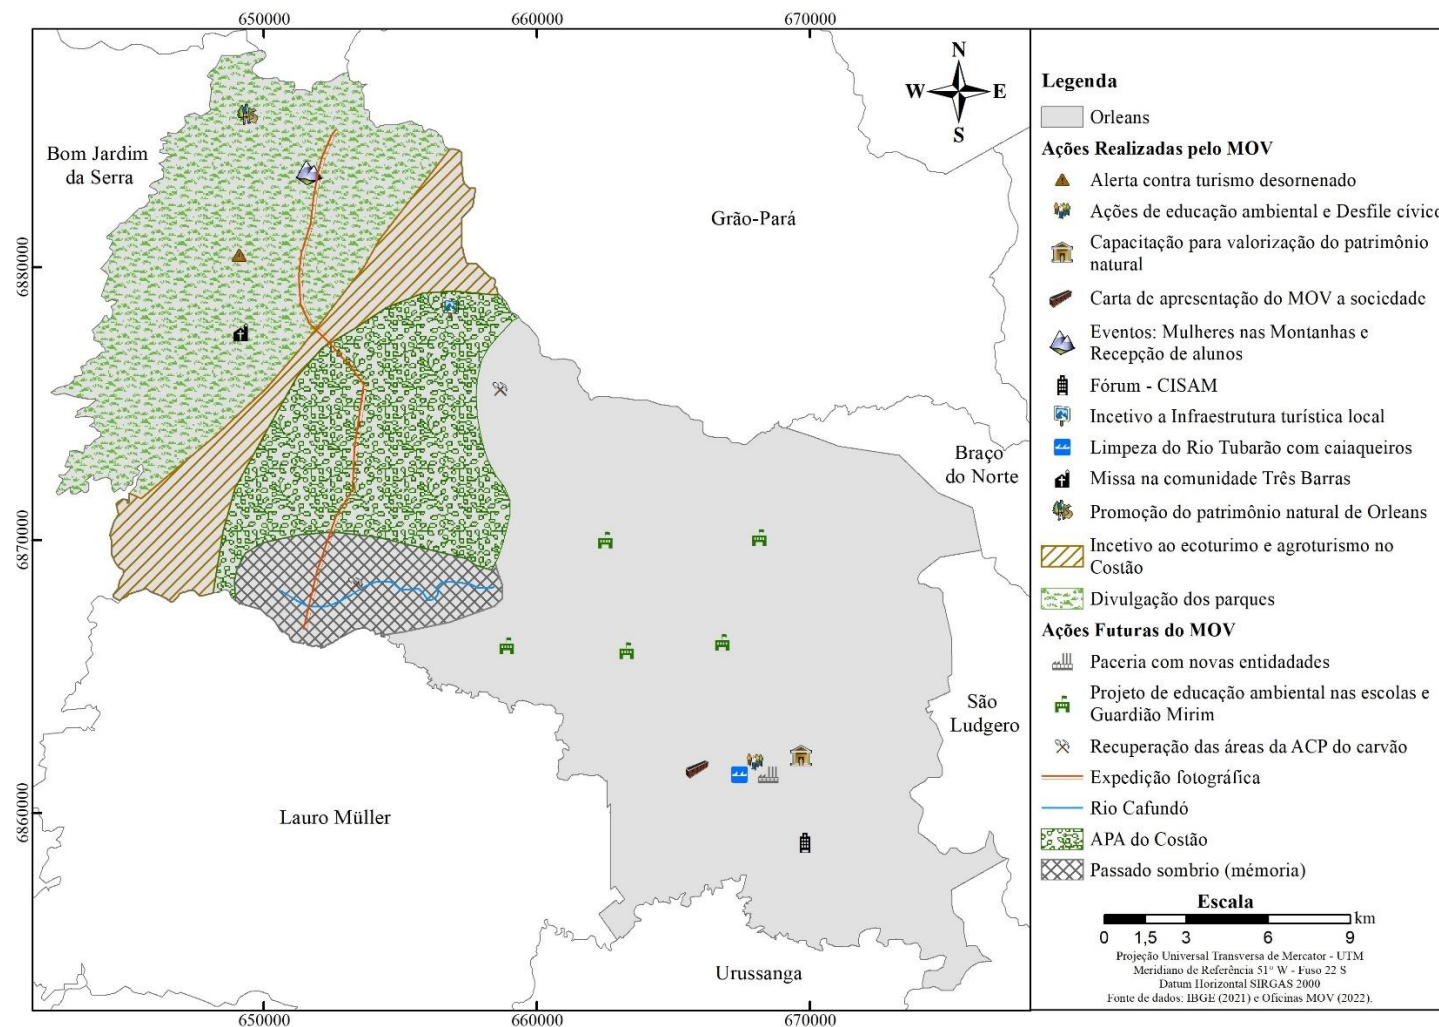 650000
660000
670000
N
W
E
S
Bom Jardim
da Serra
Grão-Pará
6880000
Braço
do Norte
6870000
São
Ludgero
Lauro Müller
6860000
Urussanga
650000
660000
670000
Legenda
Orleans
Ações Realizadas pelo MOV
Alerta contra turismo desornenado
Ações de educação ambiental e Desfile cívico
Capacitação para valorização do patrimônio
natural
Carta de apresentação do MOV a sociedade
Eventos: Mulheres nas Montanhas e
Recepção de alunos
Fórum - CISAM
Incetivo a Infraestrutura turística local
Limpeza do Rio Tubarão com caiaqueiros
Missa na comunidade Três Barras
Promoção do patrimônio natural de Orleans
Incetivo ao ecoturimo e agroturismo no
Costão
Divulgação dos parques
Ações Futuras do MOV
Paceria com novas entidadades
Projeto de educação ambiental nas escolas e
Guardião Mirim
Recuperação das áreas da ACP do carvão
Expedição fotográfica
Rio Cafundó
APA do Costão
Passado sombrio (mémoria)
Escala
km
0 1,5 3 6 9
Projeção Universal Transversa de Mercator - UTM
Meridiano de Referência 51° W - Fuso 22 S
Datum Horizontal SIRGAS 2000
Fonte de dados: IBGE (2021) e Oficinas MOV (2022).